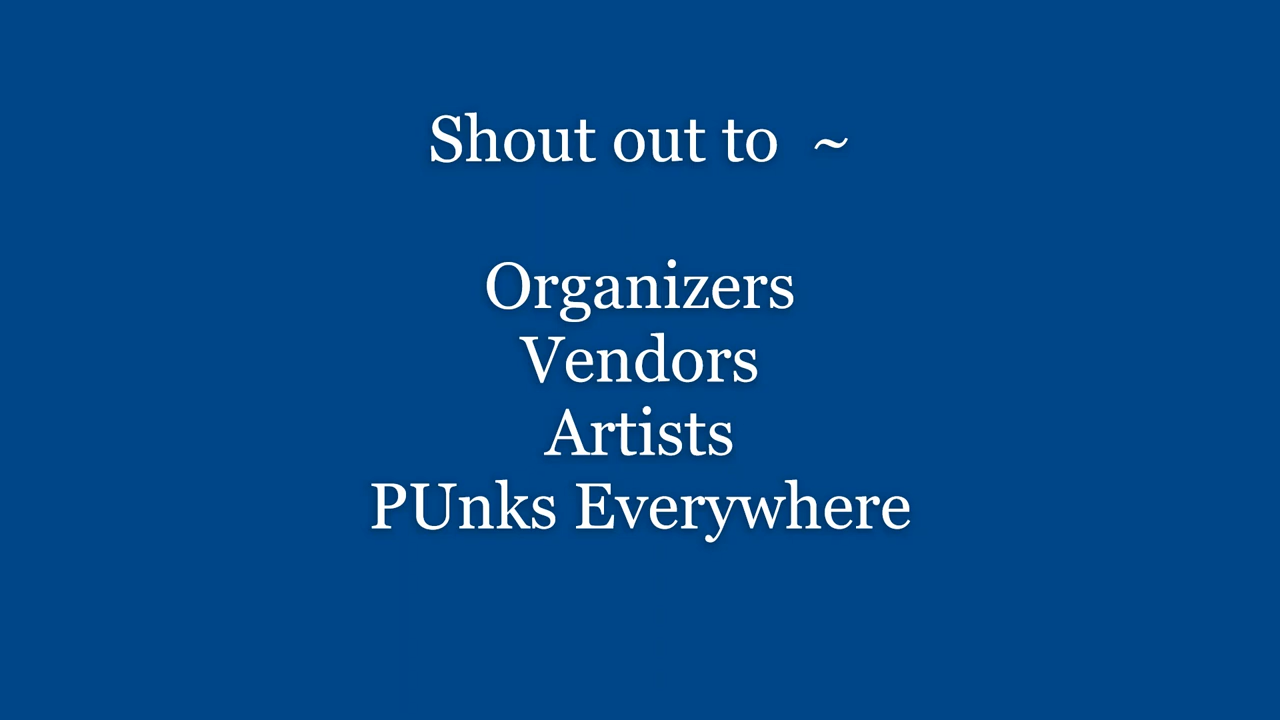 Shout out to ~
Organizers
Vendors
Artists
PUnks Everywhere